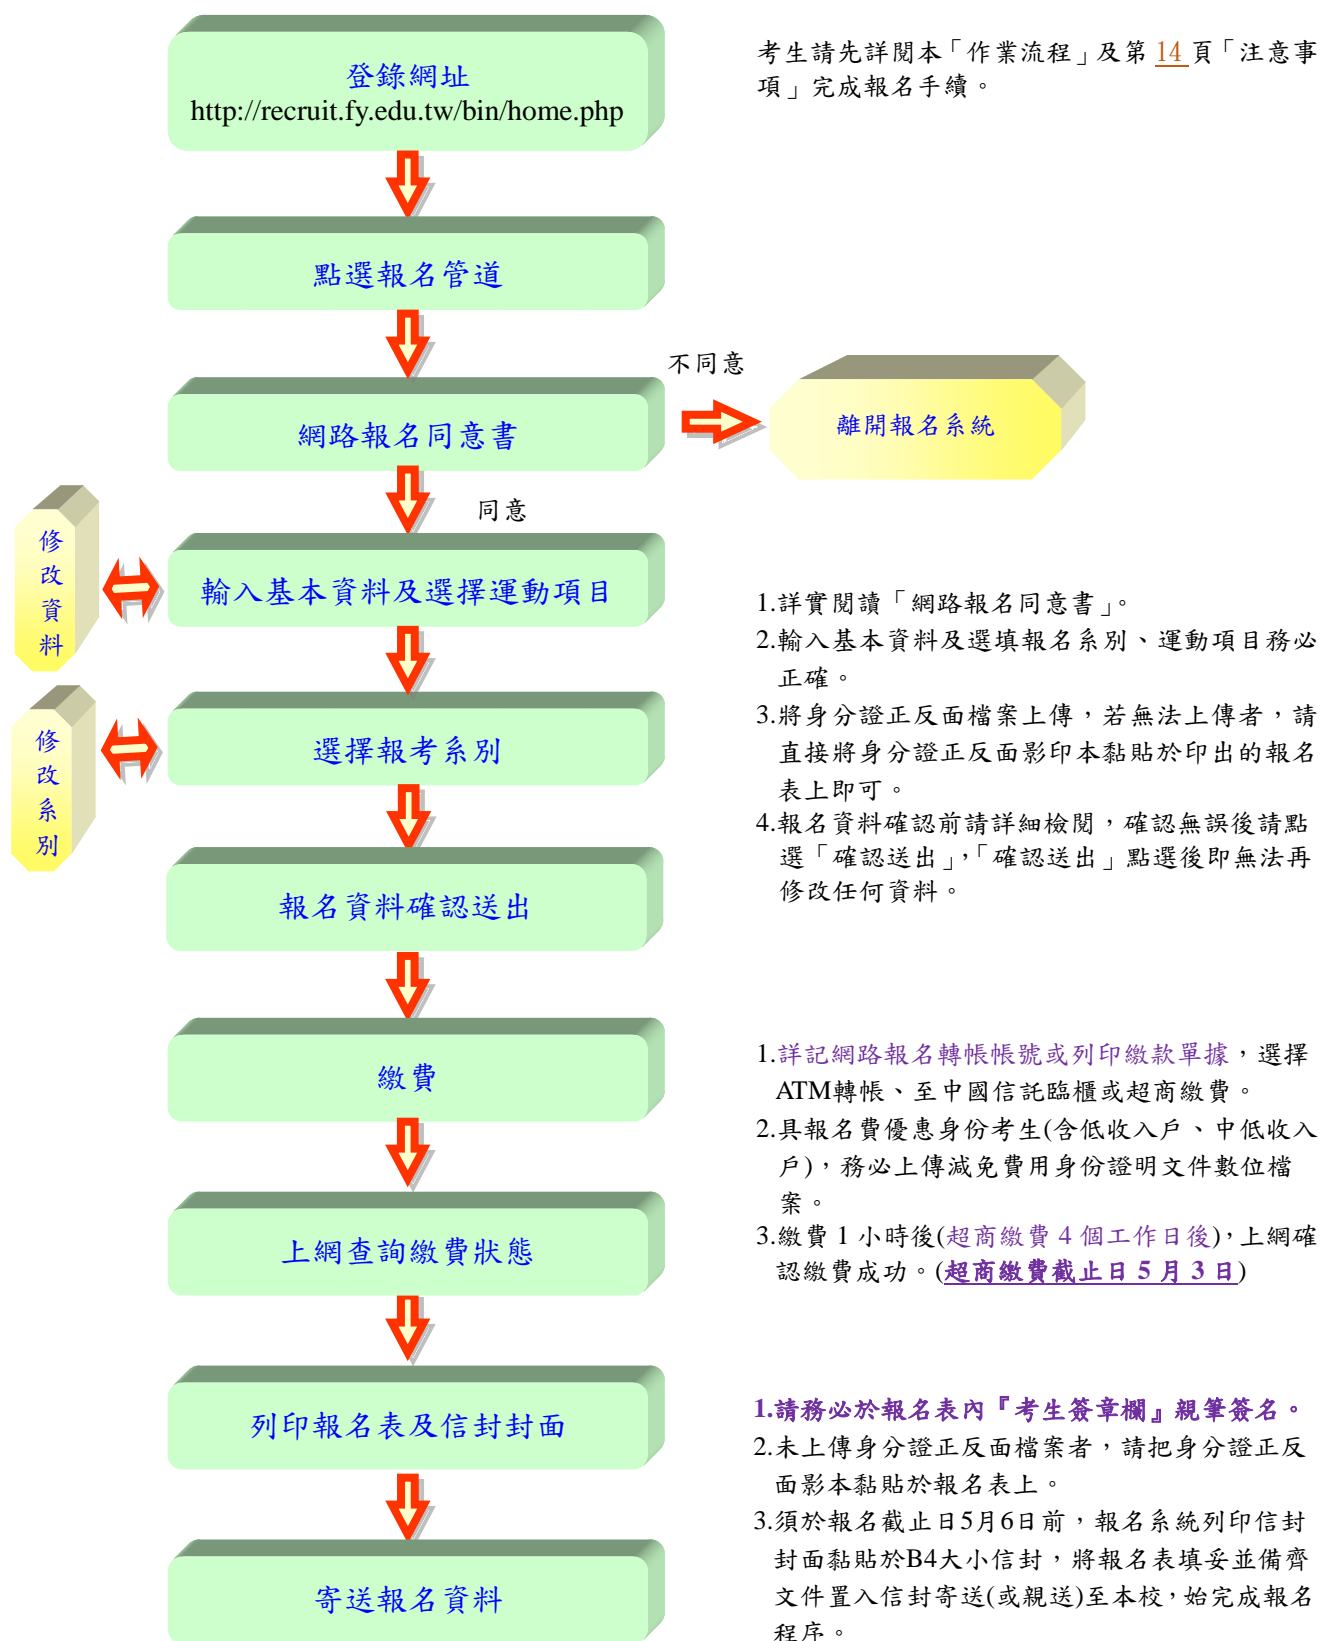 登錄網址
http://recruit.fy.edu.tw/bin/home.php
考生請先詳閱本「作業流程」及第 14 頁「注意事
項」完成報名手續。
點選報名管道
不同意
網路報名同意書
離開報名系統
同意
修
改
資
料
輸入基本資料及選擇運動項目
1.詳實閱讀「網路報名同意書」。
2.輸入基本資料及選填報名系別、運動項目務必
正確。
3.將身分證正反面檔案上傳，若無法上傳者，請
直接將身分證正反面影印本黏貼於印出的報名
表上即可。
4.報名資料確認前請詳細檢閱，確認無誤後請點
選「確認送出」,「確認送出」點選後即無法再
修改任何資料。
修
改
系
別
選擇報考系別
報名資料確認送出
繳費
1.詳記網路報名轉帳帳號或列印繳款單據，選擇
ATM轉帳、至中國信託臨櫃或超商繳費。
2.具報名費優惠身份考生(含低收入戶、中低收入
戶)，務必上傳減免費用身份證明文件數位檔
案。
3.繳費 1 小時後(超商繳費 4 個工作日後)，上網確
認繳費成功。(超商繳費截止日 5 月 3 日)
上網查詢繳費狀態
列印報名表及信封封面
1.請務必於報名表內『考生簽章欄』親筆簽名。
2.未上傳身分證正反面檔案者，請把身分證正反
面影本黏貼於報名表上。
3.須於報名截止日5月6日前，報名系統列印信封
封面黏貼於B4大小信封，將報名表填妥並備齊
文件置入信封寄送(或親送)至本校，始完成報名
程序。
寄送報名資料